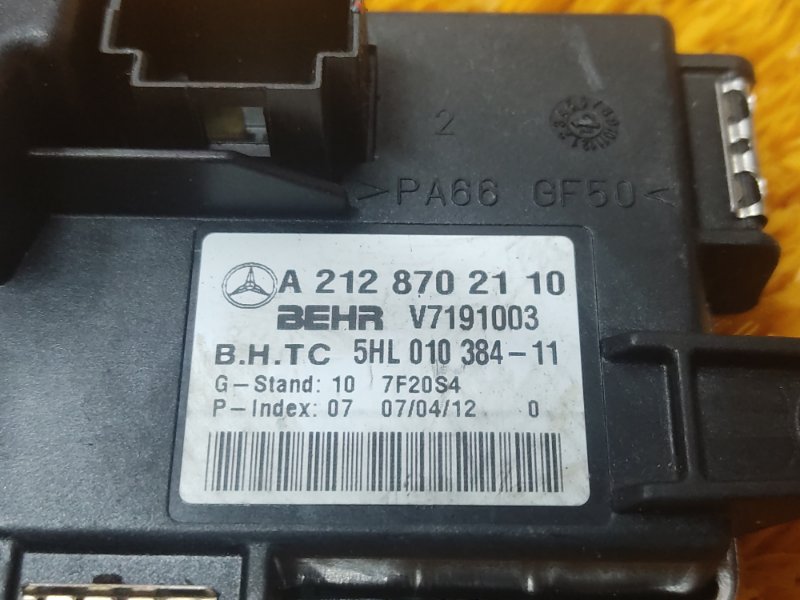 2
>PA66 GF50<
A 212 870 21 10
BEHR V7191003
B.H.TC 5HL 010 384-11
G-Stand: 10 7F20S4
P-Index: 07 07/04/12 0